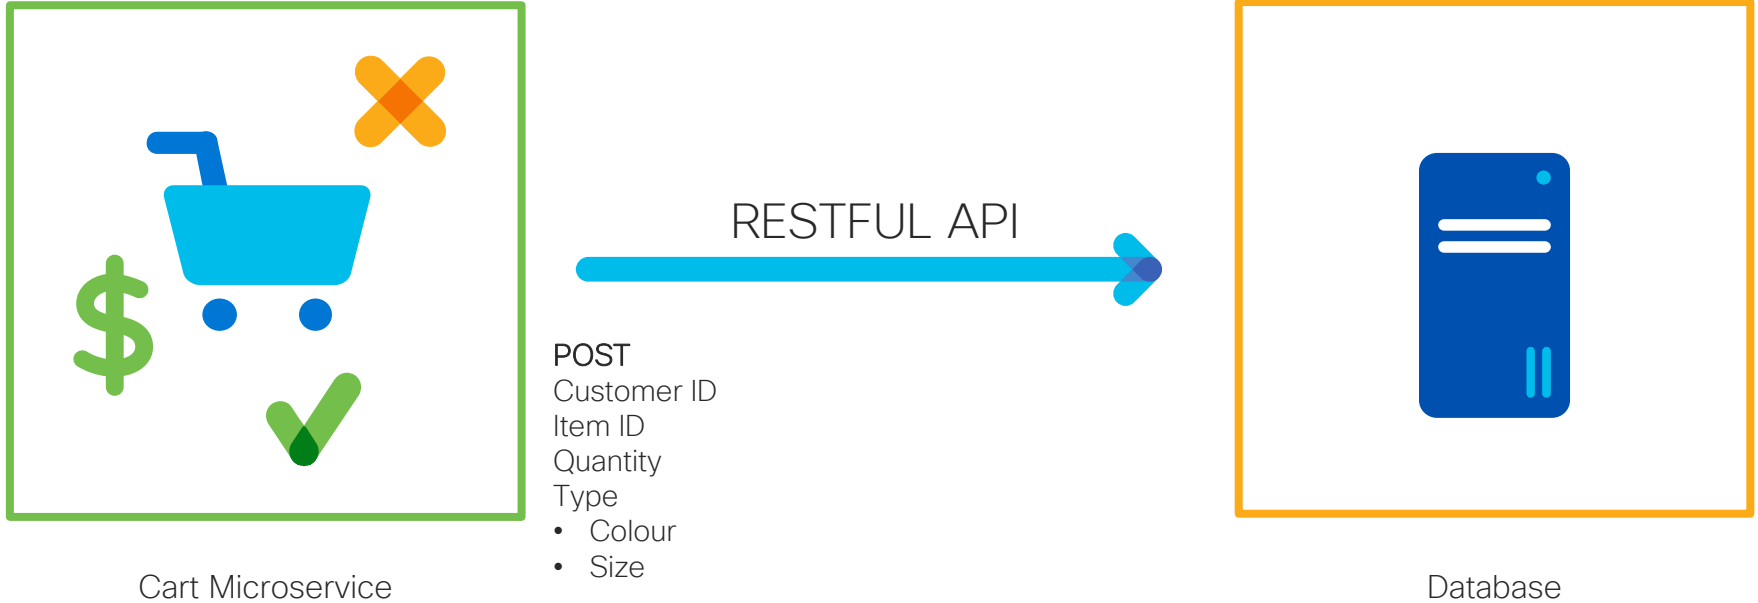 RESTFUL API
POST
Customer ID
Item ID
Quantity
Type
• Colour
• Size
Cart Microservice
Database